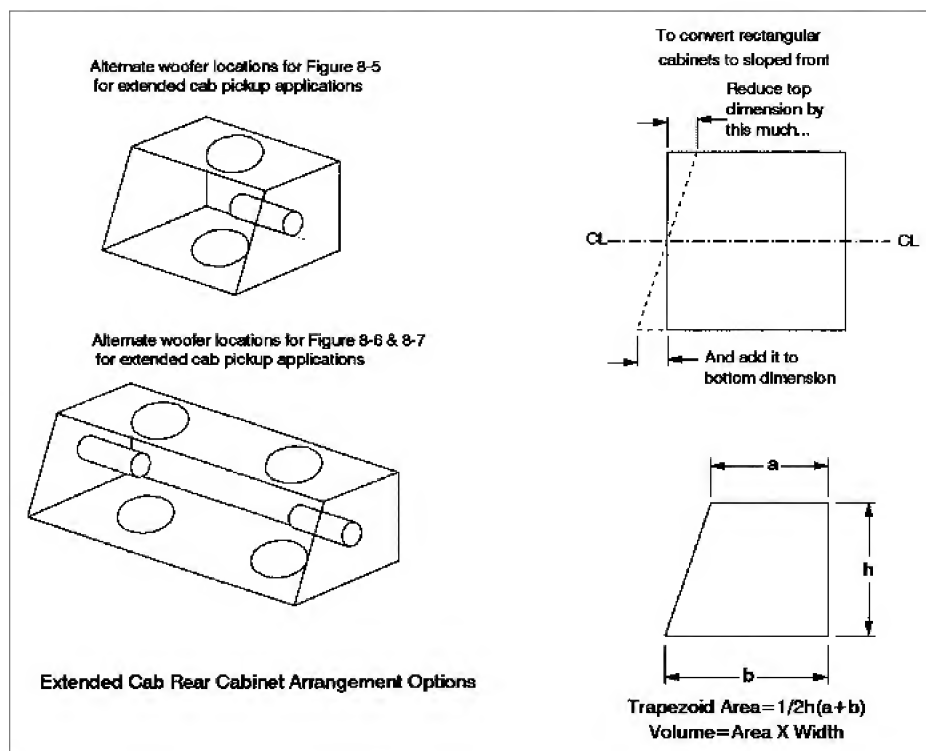 Alternate woofer locations for Figure 8-5
for extended cab pickup applications
Alternate woofer locations for Figure 8-6 & 8-7
for extended cab pickup applications
Extended Cab Rear Cabinet Arrangement Options
To convert rectangular
cabinets to sloped front
Reduce top
dimension by
this much...
CL
CL
And add it to
bottom dimension
a
h
b
Trapezoid Area=1/2h(a+b)
Volume=Area X Width